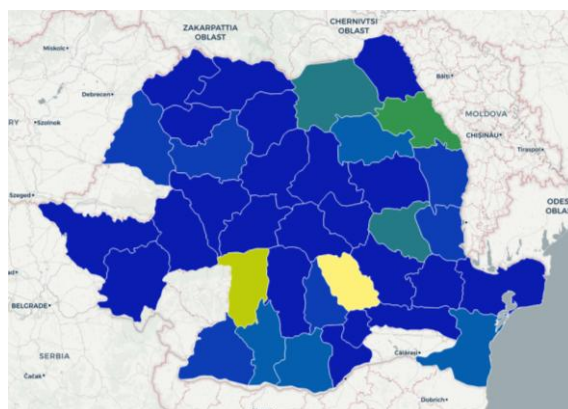 ZAKARPATTIA
OBLAST
CHERNIVTSI
OBLAST
Miskolc
Debrecen
Szolnok
Bălți
MOLDOVA
CHIȘINĂU
Tiraspol
Szeged
ODES
OBLA
BELGRADE
SERBIA
Čačak
Călărași
Dobrich